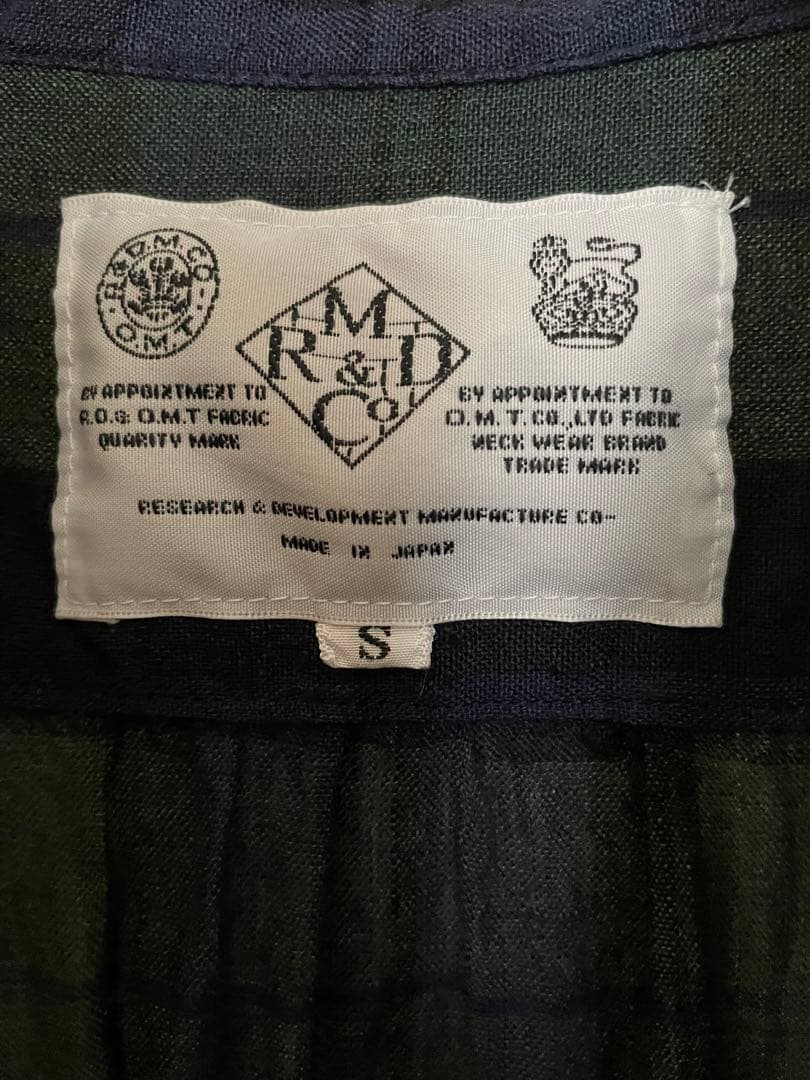 R&D.M.CO.
O.M.T.
M
R & D
Co
BY APPOINTMENT TO
R.D.& O.M.T FABRIC
QUARITY MARK
BY APPOINTMENT TO
O.M.T.CO.,LTD FABRIC
NECK WEAR BRAND
TRADE MARK
RESEARCH & DEVELOPMENT MANUFACTURE CO-
MADE IN JAPAN
S